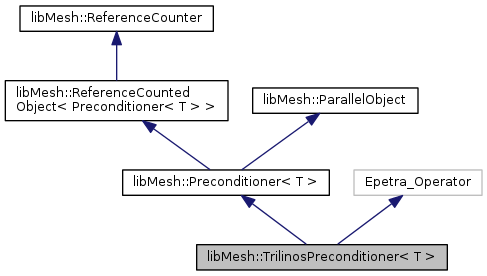 libMesh::ReferenceCounter
libMesh::ReferenceCounted
Object< Preconditioner< T > >
libMesh::ParallelObject
libMesh::Preconditioner< T >
Epetra_Operator
libMesh::TrilinosPreconditioner< T >